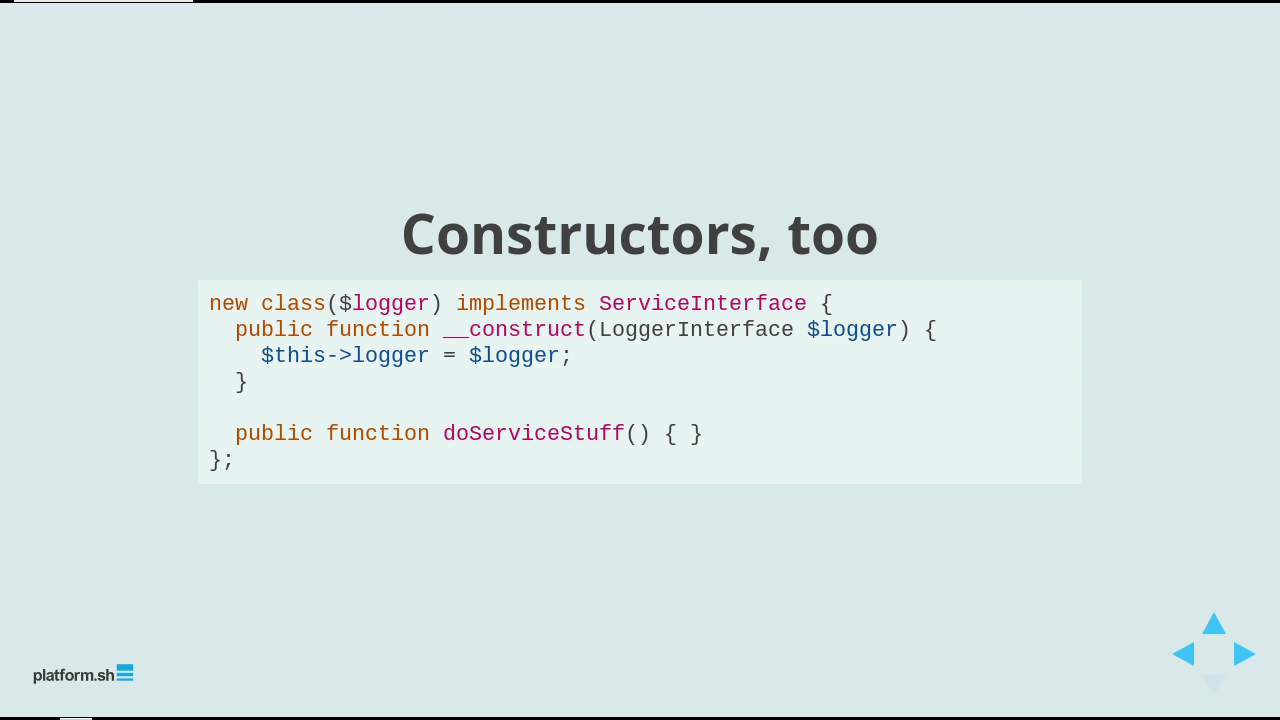 Constructors, too
new class($logger) implements ServiceInterface {
  public function __construct(LoggerInterface $logger) {
    $this->logger = $logger;
  }
  public function doServiceStuff() { }
};
platform.sh